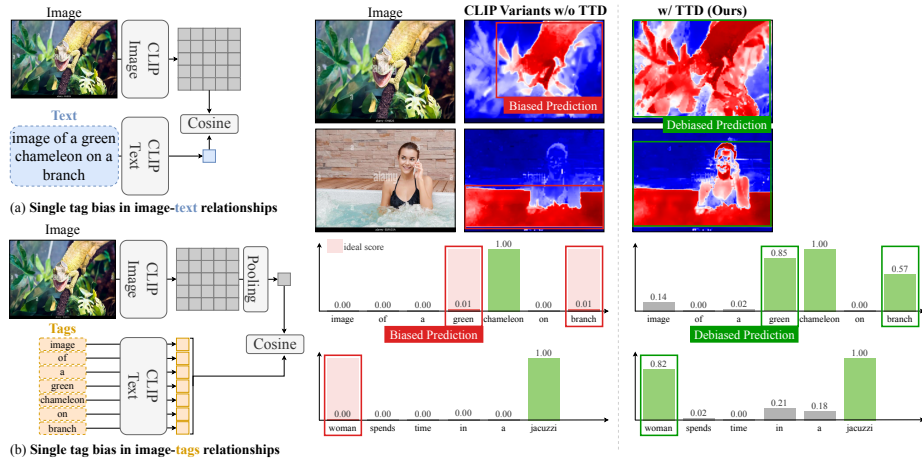 Image
CLIP
Image
Cosine
Text
image of a green
chameleon on a
branch
CLIP
Text
(a) Single tag bias in image-text relationships
Image
CLIP
Image
Pooling
Cosine
Tags
image
of
a
green
chameleon
on
branch
CLIP
Text
(b) Single tag bias in image-tags relationships
Image
CLIP Variants w/o TTD
w/ TTD (Ours)
Biased Prediction
Debiased Prediction
alamy
ideal score
0.00 0.00 0.00 0.01 1.00 0.00 0.01
image of a green chameleon on branch
Biased Prediction
0.14 0.00 0.02 0.85 1.00 0.00 0.57
image of a green chameleon on branch
Debiased Prediction
0.00 0.00 0.00 0.00 0.00 1.00
woman spends time in a jacuzzi
0.82 0.02 0.00 0.21 0.18 1.00
woman spends time in a jacuzzi